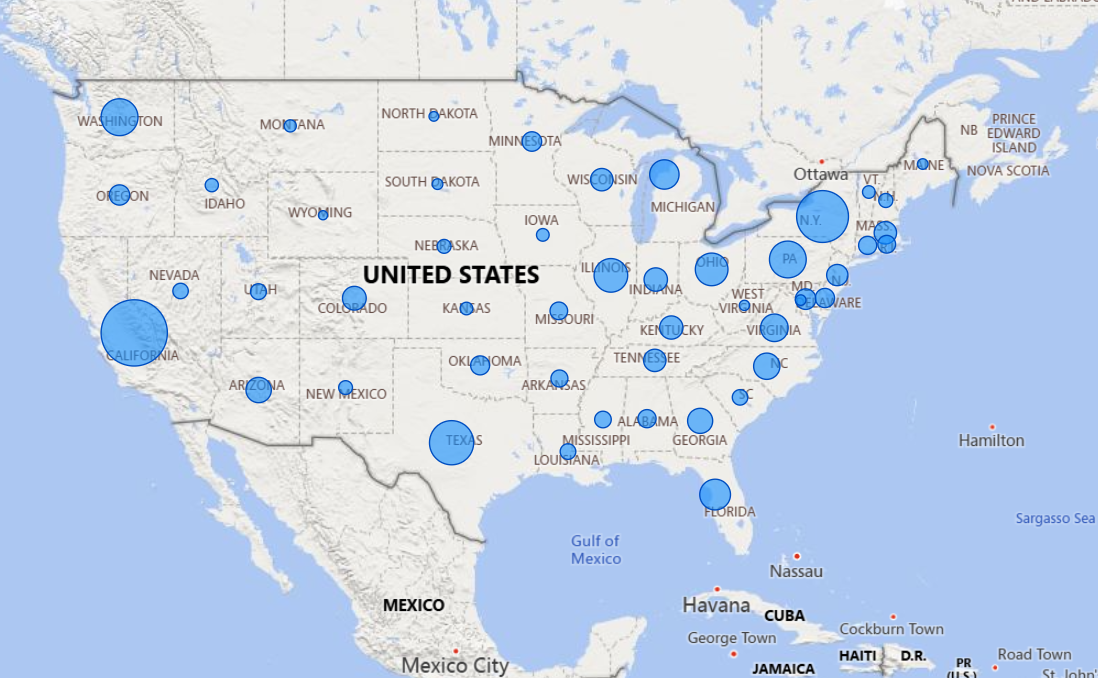 WASHINGTON
MONTANA
NORTH DAKOTA
MINNESOTA
NB
PRINCE
EDWARD
ISLAND
NOVA SCOTIA
MAINE
Ottawa
VT.
N.H.
OREGON
IDAHO
SOUTH DAKOTA
WISCONSIN
MICHIGAN
WYOMING
IOWA
N.Y.
MASS.
NEBRASKA
UNITED STATES
NEVADA
UTAH
COLORADO
KANSAS
ILLINOIS
INDIANA
OHIO
PA
N.J.
MD.
DELAWARE
WEST
VIRGINIA
MISSOURI
KENTUCKY
VIRGINIA
CALIFORNIA
OKLAHOMA
TENNESSEE
NC
ARIZONA
NEW MEXICO
ARKANSAS
SC
TEXAS
MISSISSIPPI
ALABAMA
GEORGIA
LOUISIANA
Hamilton
FLORIDA
Sargasso Sea
Gulf of
Mexico
Nassau
MEXICO
Havana
CUBA
George Town
Cockburn Town
Mexico City
HAITI
D.R.
JAMAICA
PR
(U.S.)
Road Town
St. John's